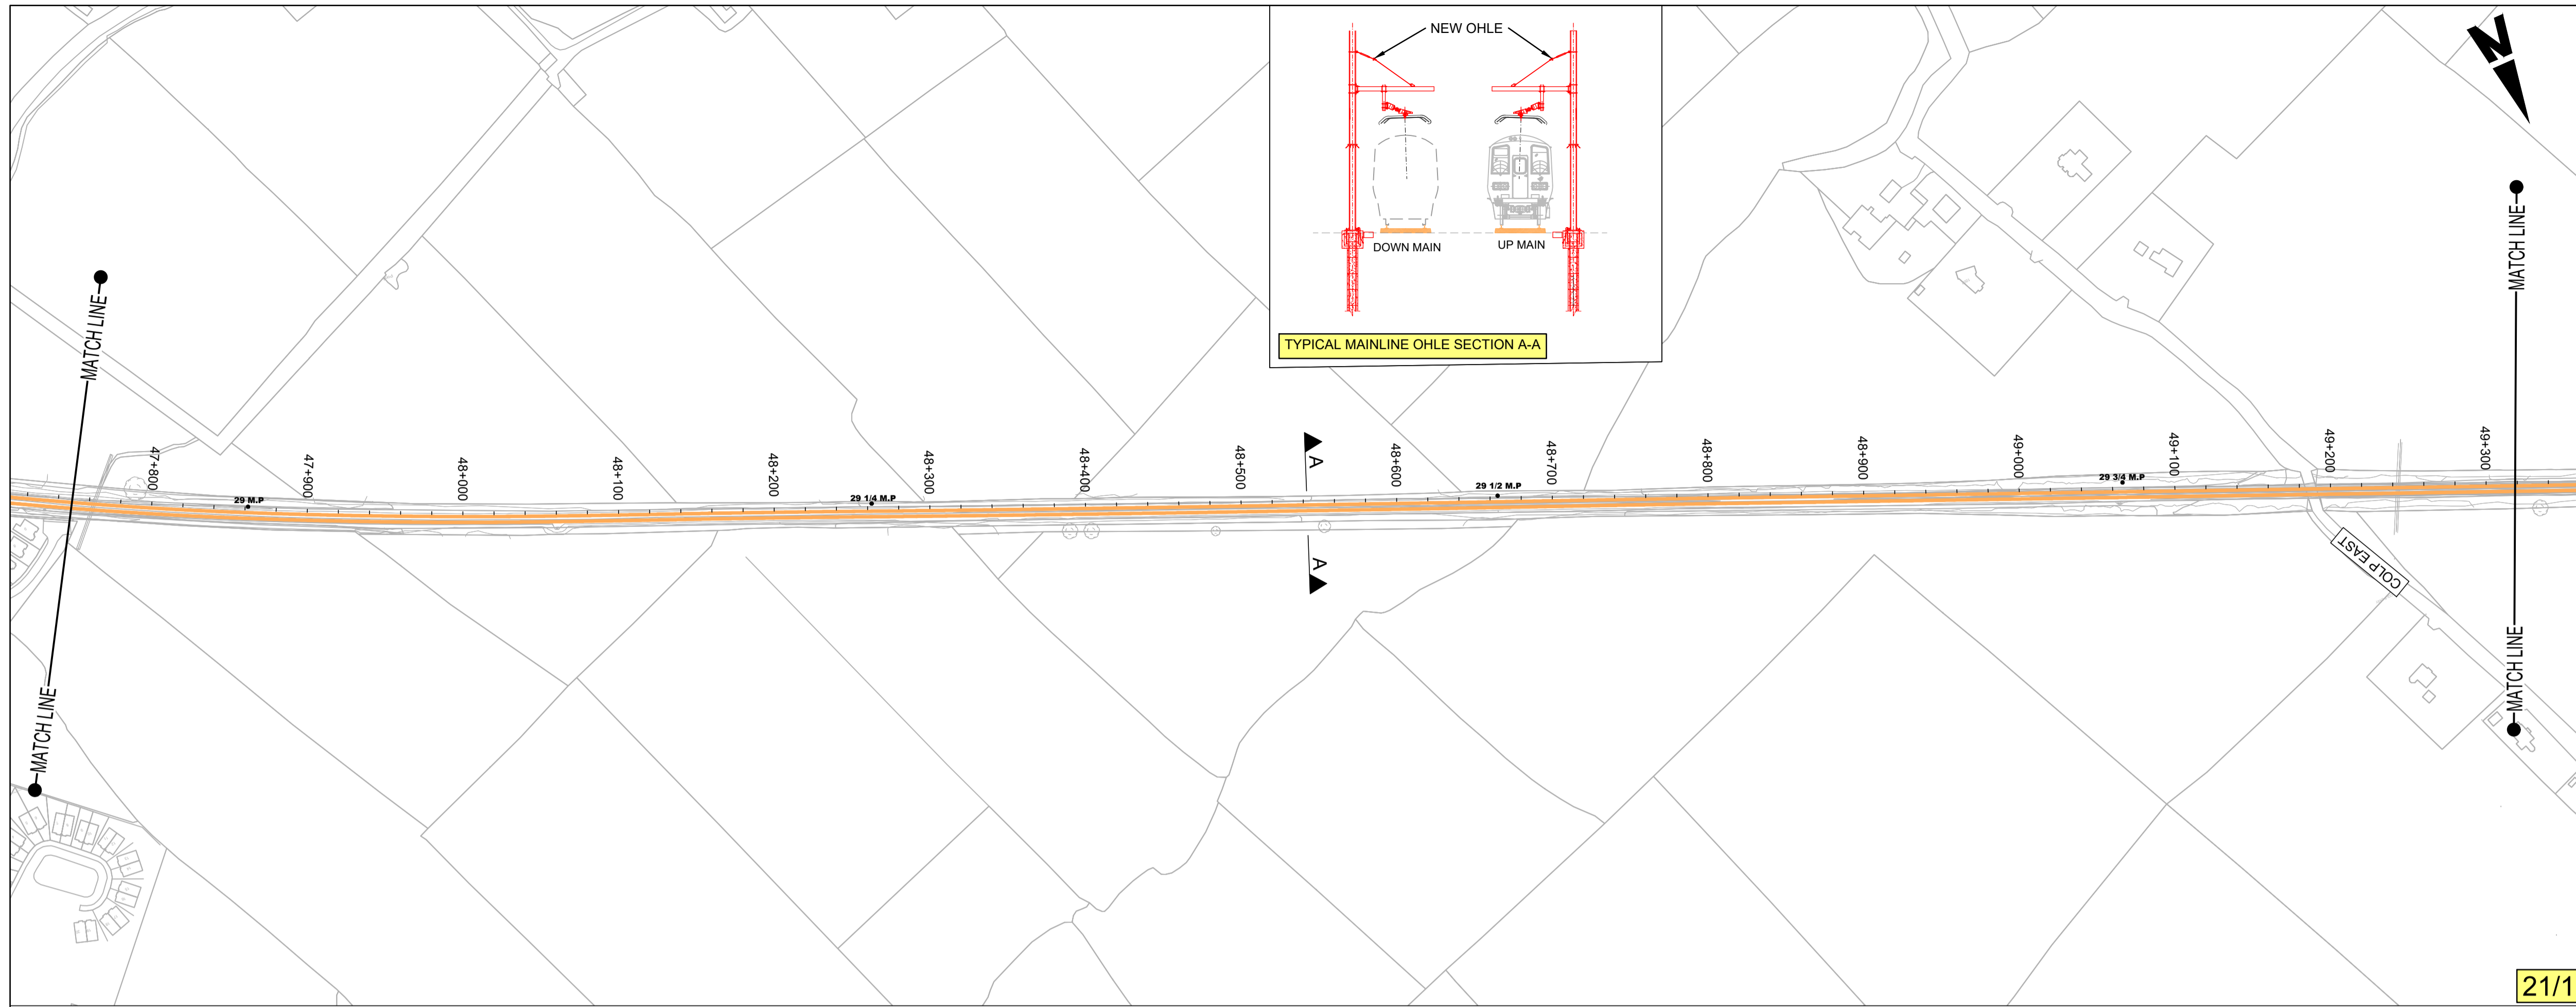 NEW OHLE
DOWN MAIN
UP MAIN
TYPICAL MAINLINE OHLE SECTION A-A
N
MATCH LINE
MATCH LINE
MATCH LINE
MATCH LINE
47+800
47+900
48+000
48+100
48+200
48+300
48+400
48+500
48+600
48+700
48+800
48+900
49+000
49+100
49+200
49+300
29 M.P
29 1/4 M.P
29 1/2 M.P
29 3/4 M.P
A
A
COLP EAST
21/1